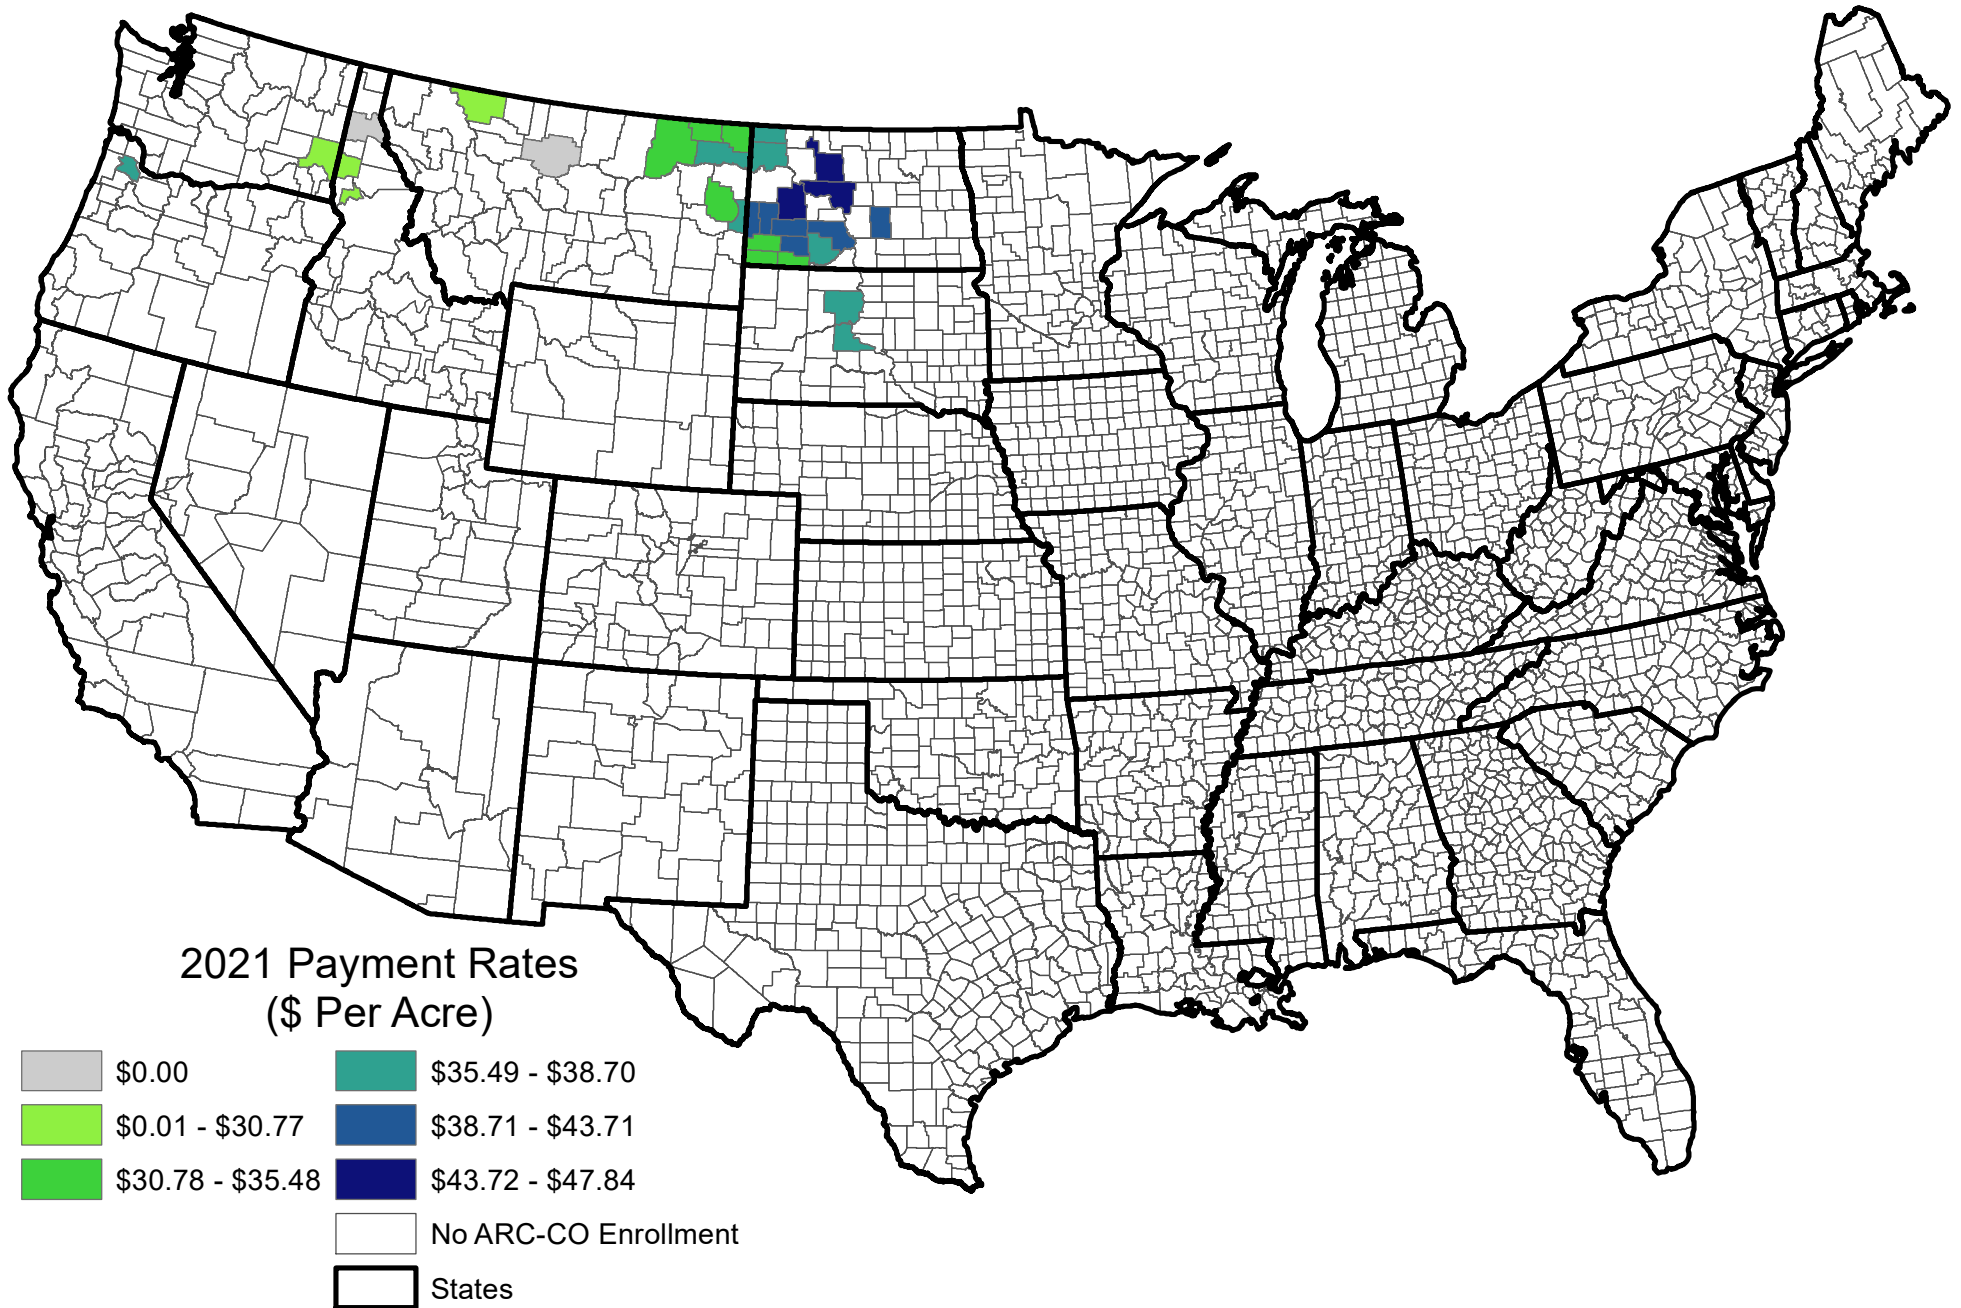 2021 Payment Rates
($ Per Acre)
$0.00
$0.01 - $30.77
$30.78 - $35.48
$35.49 - $38.70
$38.71 - $43.71
$43.72 - $47.84
No ARC-CO Enrollment
States